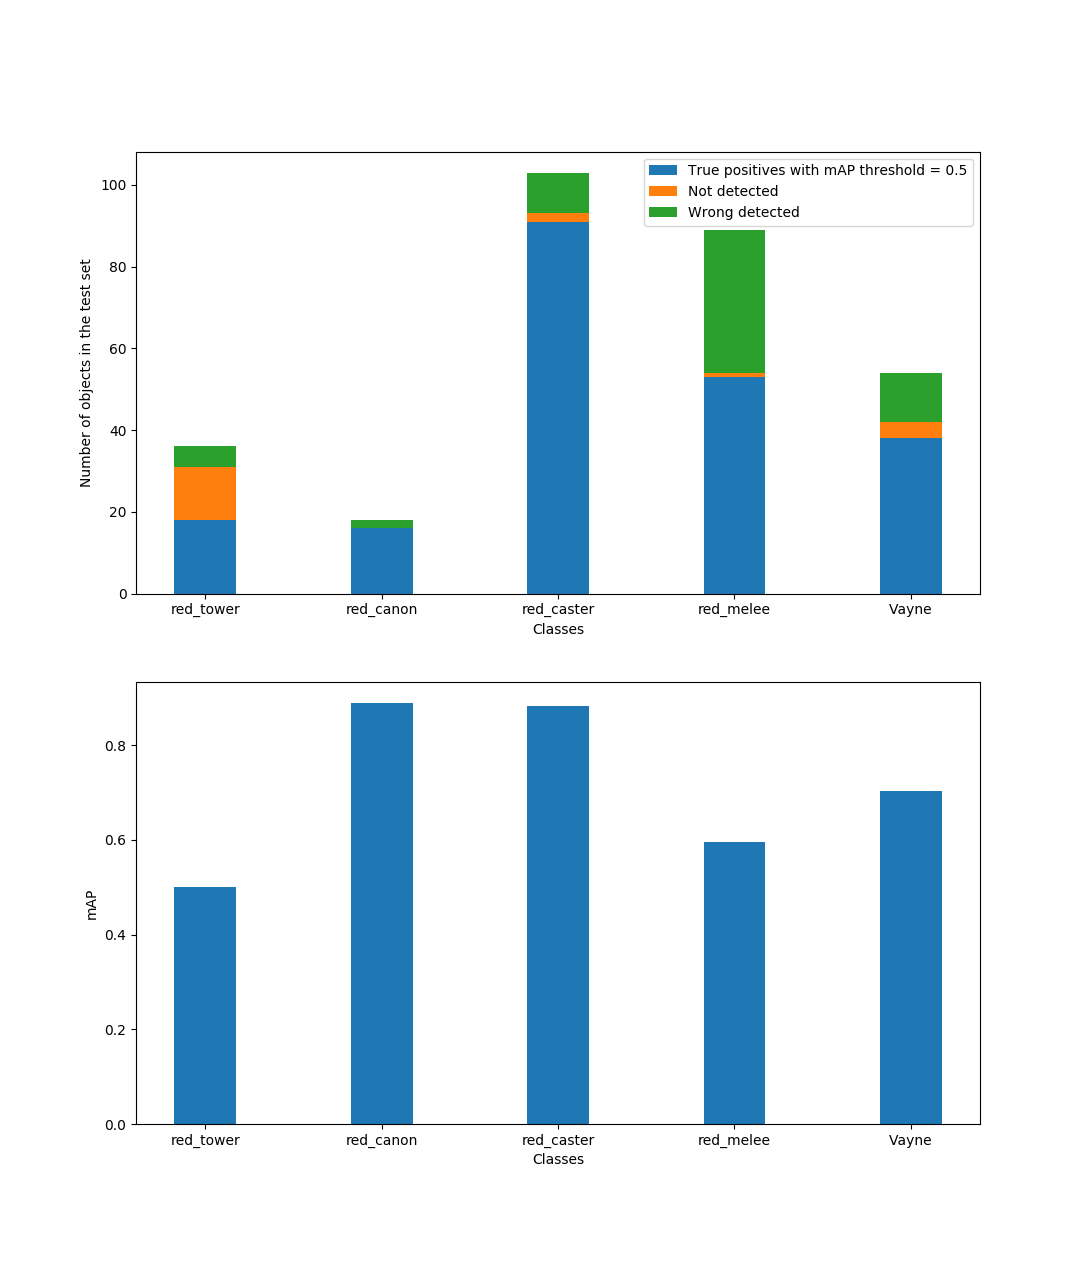 True positives with mAP threshold = 0.5
Not detected
Wrong detected
Number of objects in the test set
100
80
60
40
20
0
red_tower red_canon red_caster red_melee Vayne
Classes
mAP
0.8
0.6
0.4
0.2
0.0
red_tower red_canon red_caster red_melee Vayne
Classes